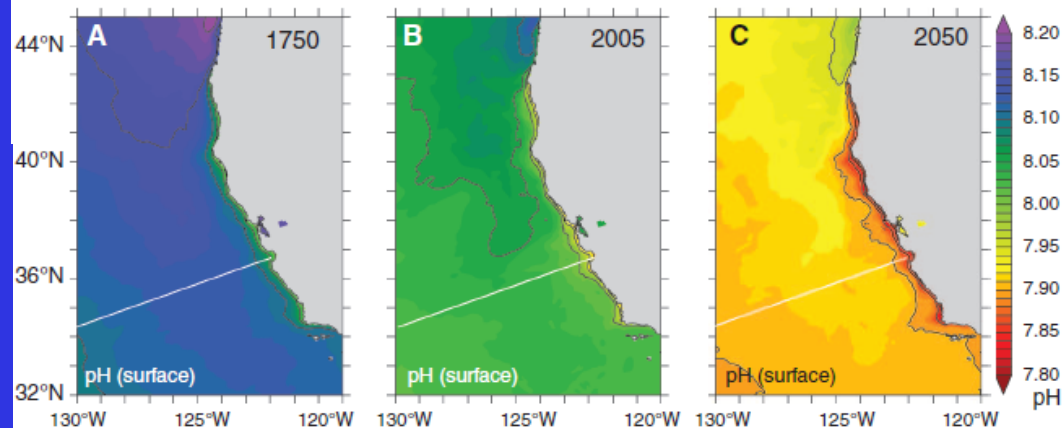 A 1750
B 2005
C 2050
44°N
40°N
36°N
32°N
pH (surface)
pH (surface)
pH (surface)
130°W 125°W 120°W
130°W 125°W 120°W
130°W 125°W 120°W
8.20
8.15
8.10
8.05
8.00
7.95
7.90
7.85
7.80
pH